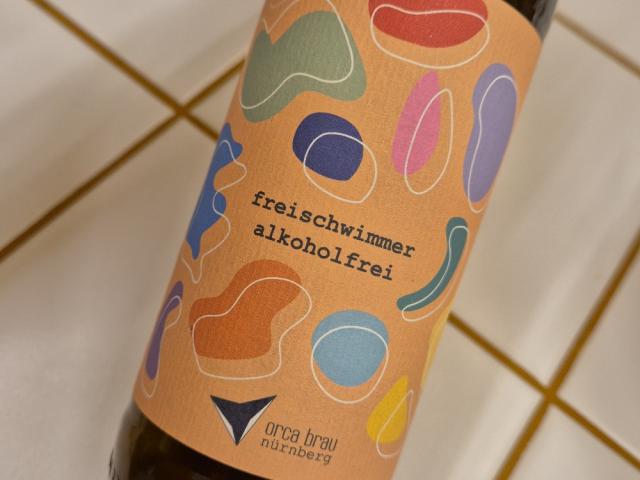 freischwimmer
alkoholfrei
orca brau
nürnberg